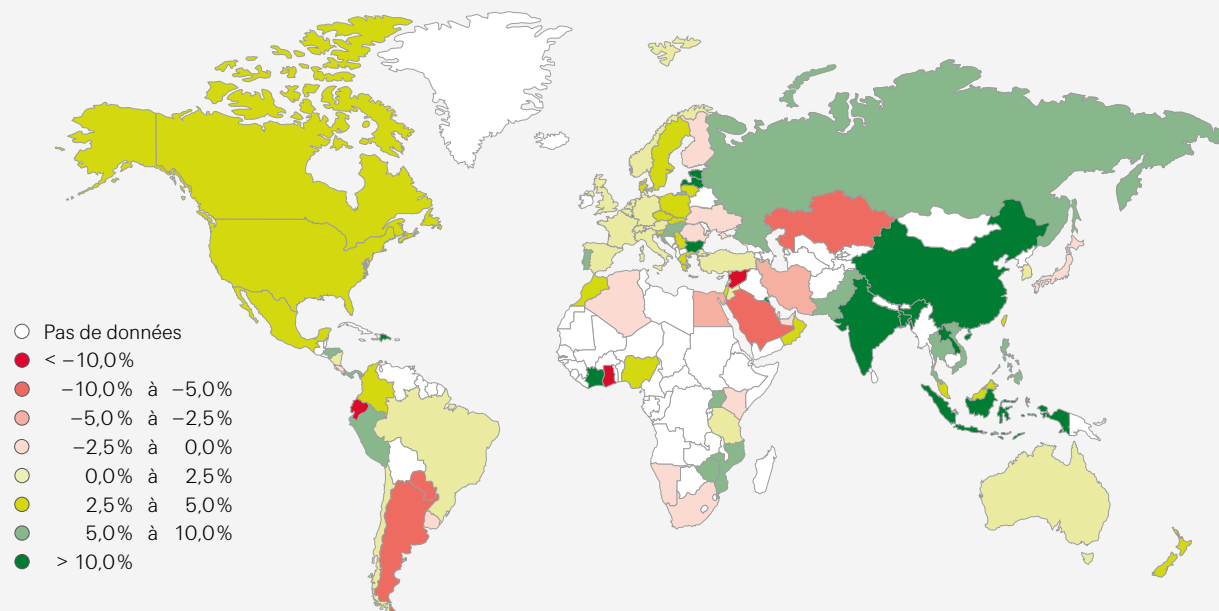 Pas de données
< −10,0%
−10,0% à −5,0%
−5,0% à −2,5%
−2,5% à 0,0%
0,0% à 2,5%
2,5% à 5,0%
5,0% à 10,0%
> 10,0%